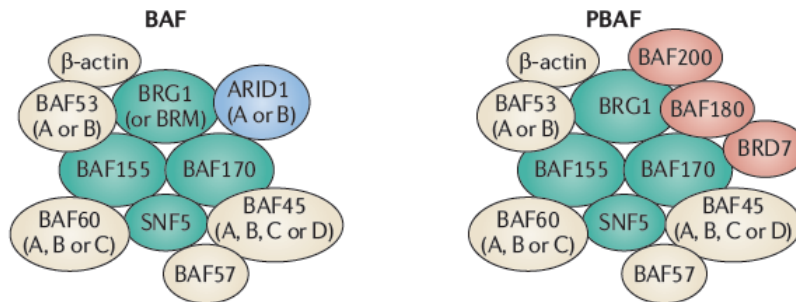 BAF
β-actin
BAF53
(A or B)
BRG1
(or BRM)
ARID1
(A or B)
BAF155
BAF170
BAF60
(A, B or C)
SNF5
BAF45
(A, B, C or D)
BAF57
PBAF
β-actin
BAF200
BAF53
(A or B)
BRG1
BAF180
BRD7
BAF155
BAF170
BAF60
(A, B or C)
SNF5
BAF45
(A, B, C or D)
BAF57